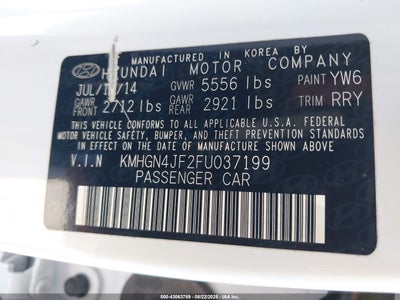 MANUFACTURED IN KOREA BY
HYUNDAI MOTOR COMPANY
JUL/ /14 GVWR 5556 lbs PAINT YW6
GAWR FRONT 2712 lbs GAWR REAR 2921 lbs TRIM RRY
THIS VEHICLE CONFORMS TO ALL APPLICABLE U.S.A FEDERAL
MOTOR VEHICLE SAFETY, BUMPER, AND THEFT PREVENTION STANDARDS
IN EFFECT ON THE DATE OF MANUFACTURE SHOWN ABOVE
V.I.N KMHGN4JF2FU037199
PASSENGER CAR
000-43063789 - 08/22/2025 - IAA Inc.